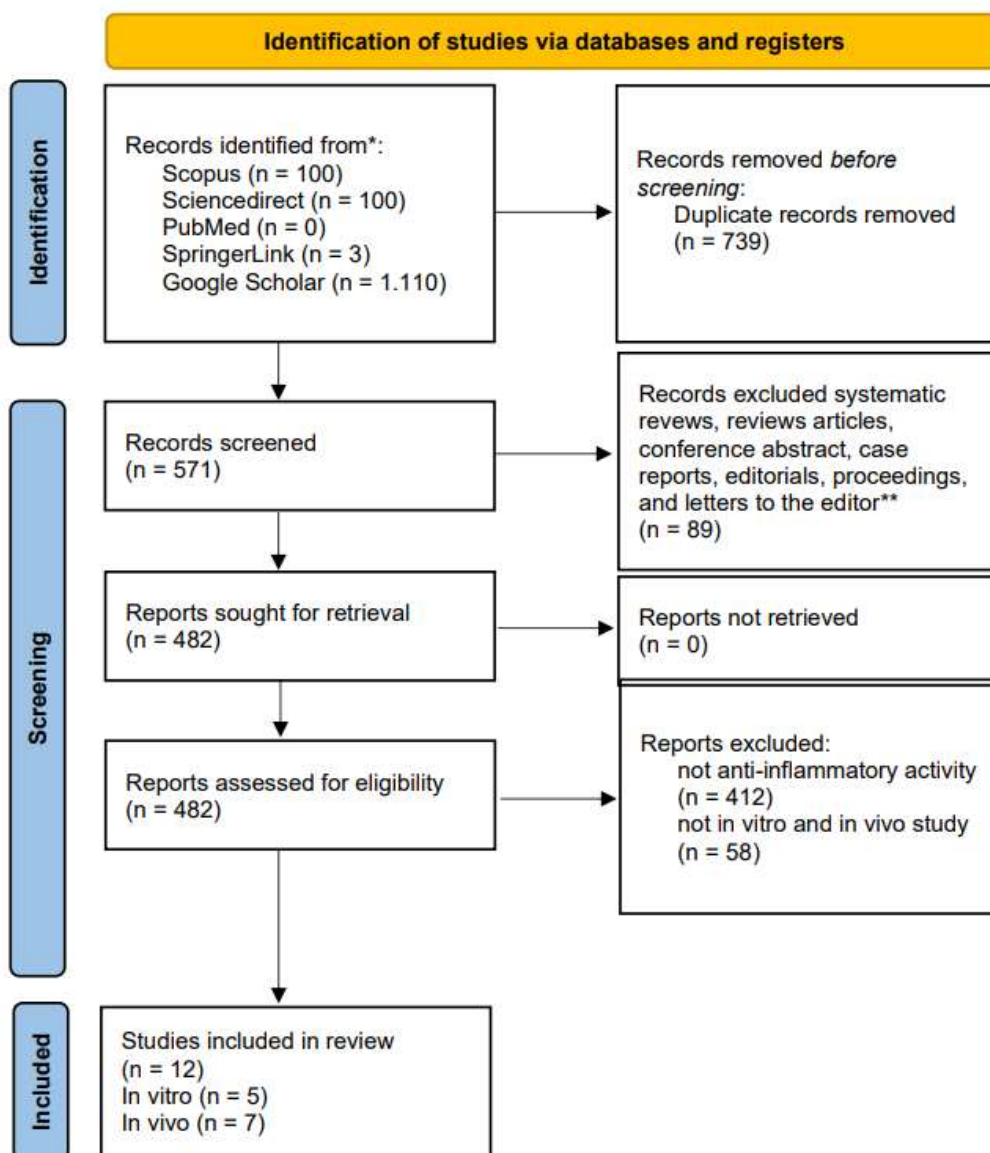 Identification of studies via databases and registers
Identification
Records identified from*:
Scopus (n = 100)
Sciencedirect (n = 100)
PubMed (n = 0)
SpringerLink (n = 3)
Google Scholar (n = 1.110)
Records removed before
screening:
Duplicate records removed
(n = 739)
Screening
Records screened
(n = 571)
Records excluded systematic
revews, reviews articles,
conference abstract, case
reports, editorials, proceedings,
and letters to the editor**
(n = 89)
Reports sought for retrieval
(n = 482)
Reports not retrieved
(n = 0)
Reports assessed for eligibility
(n = 482)
Reports excluded:
not anti-inflammatory activity
(n = 412)
not in vitro and in vivo study
(n = 58)
Included
Studies included in review
(n = 12)
In vitro (n = 5)
In vivo (n = 7)